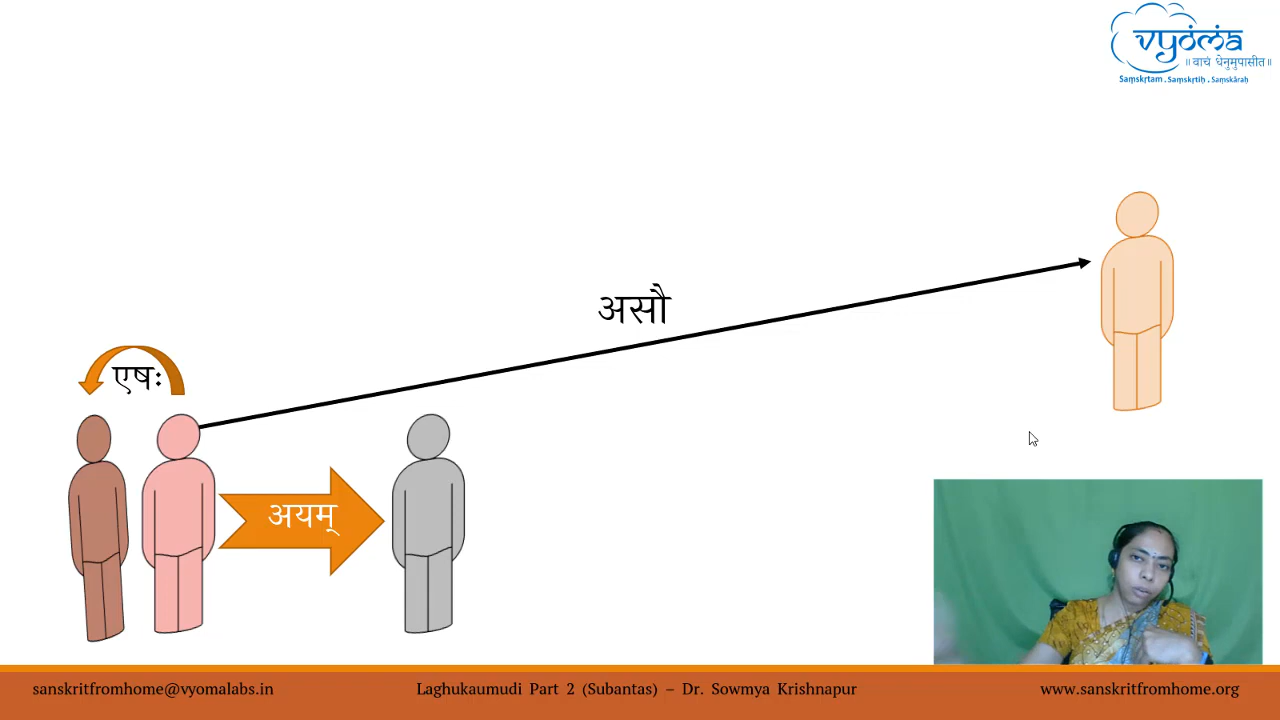 vyoma
॥ वाचं धेनुमुपासीत॥
Saṃskṛtam . Saṃskṛtiḥ . Saṃskāraḥ
असौ
एषः
अयम्
sanskritfromhome@vyomalabs.in
Laghukaumudi Part 2 (Subantas) – Dr. Sowmya Krishnapur
www.sanskritfromhome.org